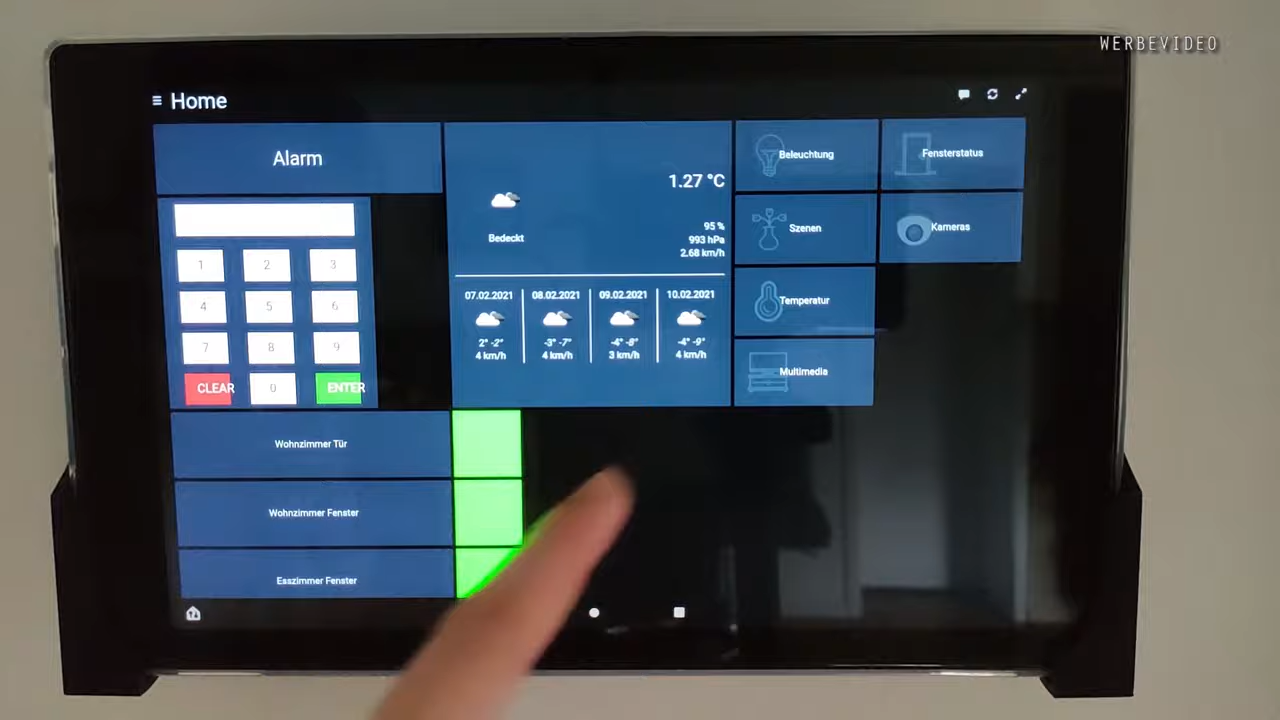 WERBEVIDEO
Home
Alarm
1
2
3
4
5
6
7
8
9
CLEAR
0
ENTER
1.27 °C
Bedeckt
95 %
993 hPa
2.68 km/h
07.02.2021
08.02.2021
09.02.2021
10.02.2021
2° -2°
-3° -7°
-4° -8°
-4° -9°
4 km/h
4 km/h
3 km/h
4 km/h
Beleuchtung
Fensterstatus
Szenen
Kameras
Temperatur
Multimedia
Wohnzimmer Tür
Wohnzimmer Fenster
Esszimmer Fenster